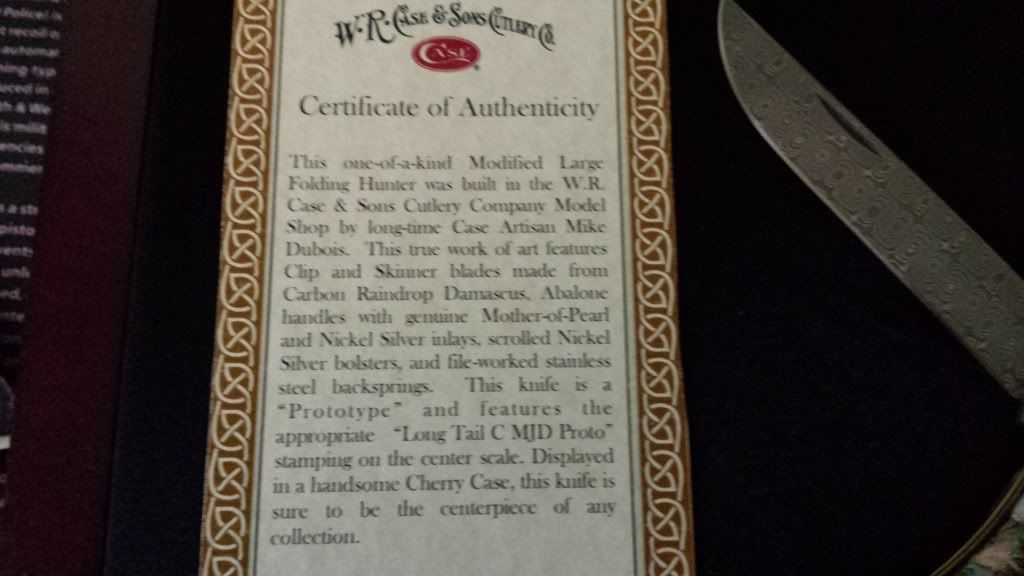 W.R. CASE & SONS CUTLERY CO.
CASE
Certificate of Authenticity
This one-of-a-kind Modified Large
Folding Hunter was built in the W.R.
Case & Sons Cutlery Company Model
Shop by long-time Case Artisan Mike
Dubois. This true work of art features
Clip and Skinner blades made from
Carbon Raindrop Damascus, Abalone
handles with genuine Mother-of-Pearl
and Nickel Silver inlays, scrolled Nickel
Silver bolsters, and file-worked stainless
steel backsprings. This knife is a
"Prototype" and features the
appropriate "Long Tail C MJD Proto"
stamping on the center scale. Displayed
in a handsome Cherry Case, this knife is
sure to be the centerpiece of any
collection.